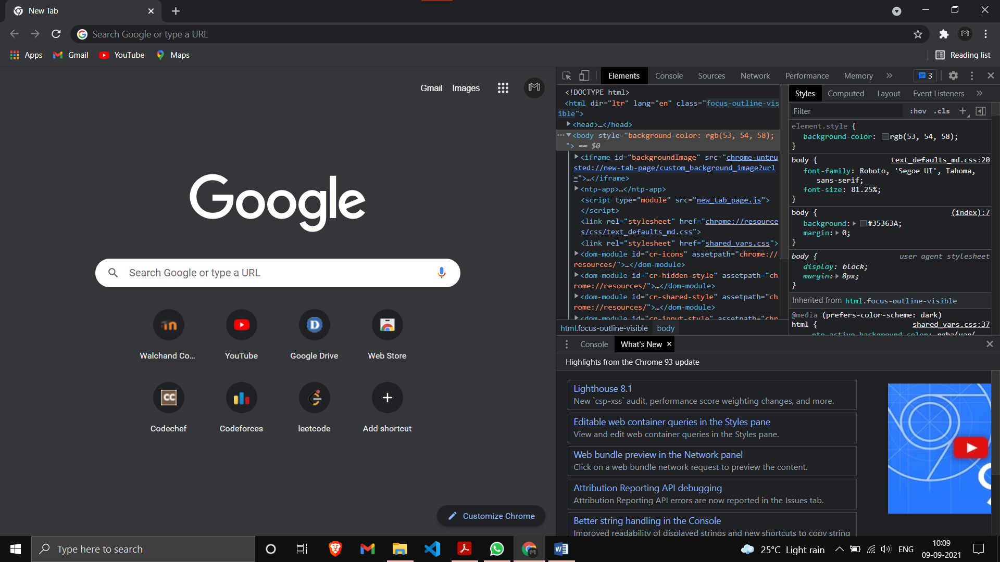 New Tab
Search Google or type a URL
Apps Gmail YouTube Maps
Reading list
Gmail Images
Google
Search Google or type a URL
Walchand Co... YouTube Google Drive Web Store
CC
Codechef Codeforces leetcode Add shortcut
Customize Chrome
Elements Console Sources Network Performance Memory » 3
<!DOCTYPE html>
<html dir="ltr" lang="en" class="focus-outline-vis
ible">
<head>…</head>
<body style="background-color: rgb(53, 54, 58);
"> == $0
<iframe id="backgroundImage" src="chrome-untru
sted://new-tab-page/custom_background_image?url
=">…</iframe>
<ntp-app>…</ntp-app>
<script type="module" src="new_tab_page.js">
</script>
<link rel="stylesheet" href="chrome://resource
s/css/text_defaults_md.css">
<link rel="stylesheet" href="shared_vars.css">
<dom-module id="cr-icons" assetpath="chrome://
resources/">…</dom-module>
<dom-module id="cr-hidden-style" assetpath="ch
rome://resources/">…</dom-module>
<dom-module id="cr-shared-style" assetpath="ch
rome://resources/">…</dom-module>
<dom-module id="cr-input-style" assetpath="chr
html.focus-outline-visible body
Styles Computed Layout Event Listeners »
Filter :hov .cls +
element.style {
background-color: rgb(53, 54, 58);
}
body { text_defaults_md.css:20
font-family: Roboto, 'Segoe UI', Tahoma,
sans-serif;
font-size: 81.25%;
}
body { (index):7
background: #35363A;
margin: 0;
}
body { user agent stylesheet
display: block;
margin: 8px;
}
Inherited from html.focus-outline-visible
@media (prefers-color-scheme: dark)
html { shared_vars.css:37
Console What's New
Highlights from the Chrome 93 update
Lighthouse 8.1
New `csp-xss` audit, performance score weighting changes, and more.
Editable web container queries in the Styles pane
View and edit web container queries in the Styles pane.
Web bundle preview in the Network panel
Click on a web bundle network request to preview the content.
Attribution Reporting API debugging
Attribution Reporting API errors are now reported in the Issues tab.
Better string handling in the Console
Improved readability of displayed strings and new shortcuts to copy string
Type here to search
25°C Light rain ENG
10:09
09-09-2021